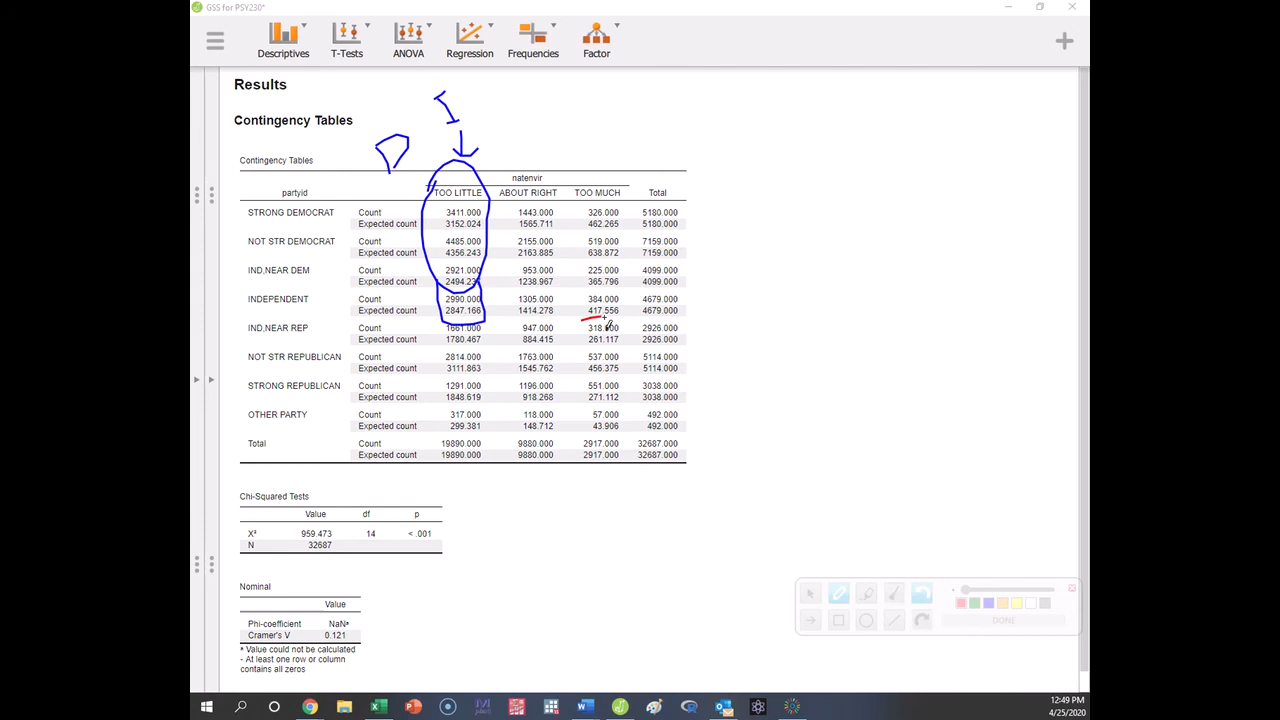 GSS for PSY230*
Descriptives T-Tests ANOVA Regression Frequencies Factor
Results
Contingency Tables
I
D
Contingency Tables
natenvir
partyid TOO LITTLE ABOUT RIGHT TOO MUCH Total
STRONG DEMOCRAT Count 3411.000 1443.000 326.000 5180.000
Expected count 3152.024 1565.711 462.265 5180.000
NOT STR DEMOCRAT Count 4485.000 2155.000 519.000 7159.000
Expected count 4356.243 2163.885 638.872 7159.000
IND,NEAR DEM Count 2921.000 953.000 225.000 4099.000
Expected count 1238.967 365.796 4099.000
INDEPENDENT Count 2990.000 1305.000 384.000 4679.000
Expected count 2847.166 1414.278 417.556 4679.000
IND,NEAR REP Count 1661.000 947.000 2926.000
Expected count 1780.467 884.415 261.117 2926.000
NOT STR REPUBLICAN Count 2814.000 1763.000 537.000 5114.000
Expected count 3111.863 1545.762 456.375 5114.000
STRONG REPUBLICAN Count 1291.000 1196.000 551.000 3038.000
Expected count 1848.619 918.268 271.112 3038.000
OTHER PARTY Count 317.000 118.000 57.000 492.000
Expected count 299.381 148.712 43.906 492.000
Total Count 19890.000 9880.000 2917.000 32687.000
Expected count 19890.000 9880.000 2917.000 32687.000
Chi-Squared Tests
Value df p
X² 959.473 14 < .001
N 32687
Nominal
Value
Phi-coefficient NaNᵃ
Cramer's V 0.121
ᵃ Value could not be calculated
- At least one row or column
contains all zeros
DONE
12:49 PM
4/25/2020